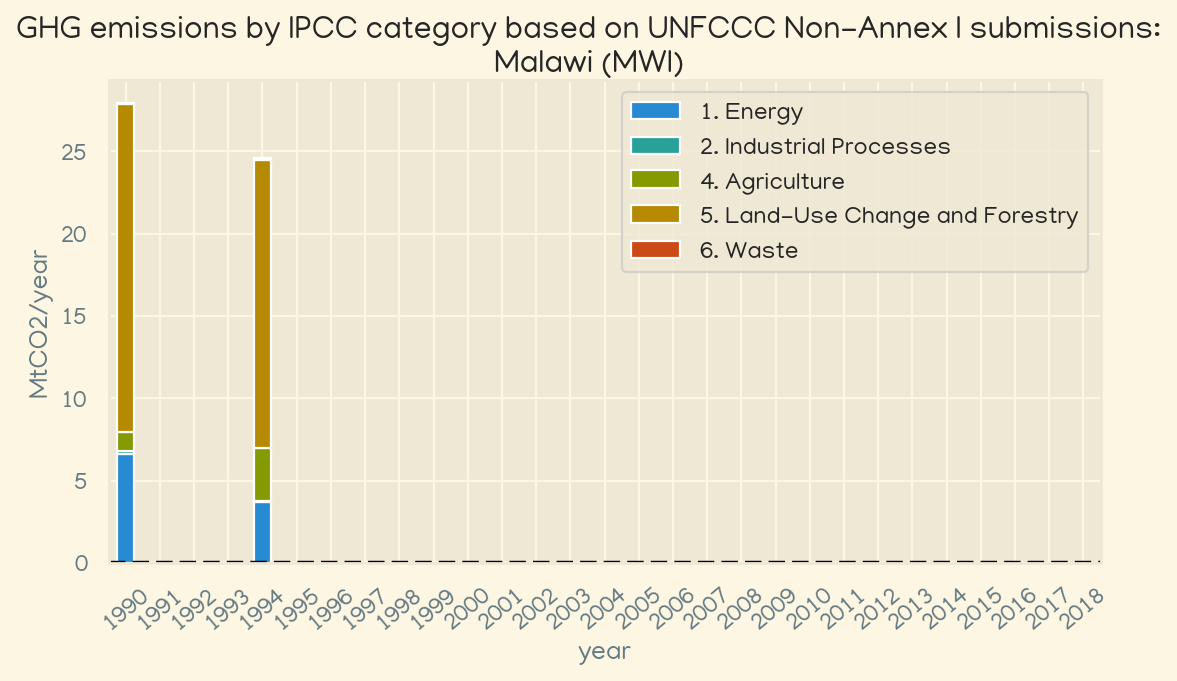 GHG emissions by IPCC category based on UNFCCC Non-Annex I submissions:
Malawi (MWI)
1. Energy
2. Industrial Processes
4. Agriculture
5. Land-Use Change and Forestry
6. Waste
MtCO2/year
25
20
15
10
5
0
1990 1991 1992 1993 1994 1995 1996 1997 1998 1999 2000 2001 2002 2003 2004 2005 2006 2007 2008 2009 2010 2011 2012 2013 2014 2015 2016 2017 2018
year